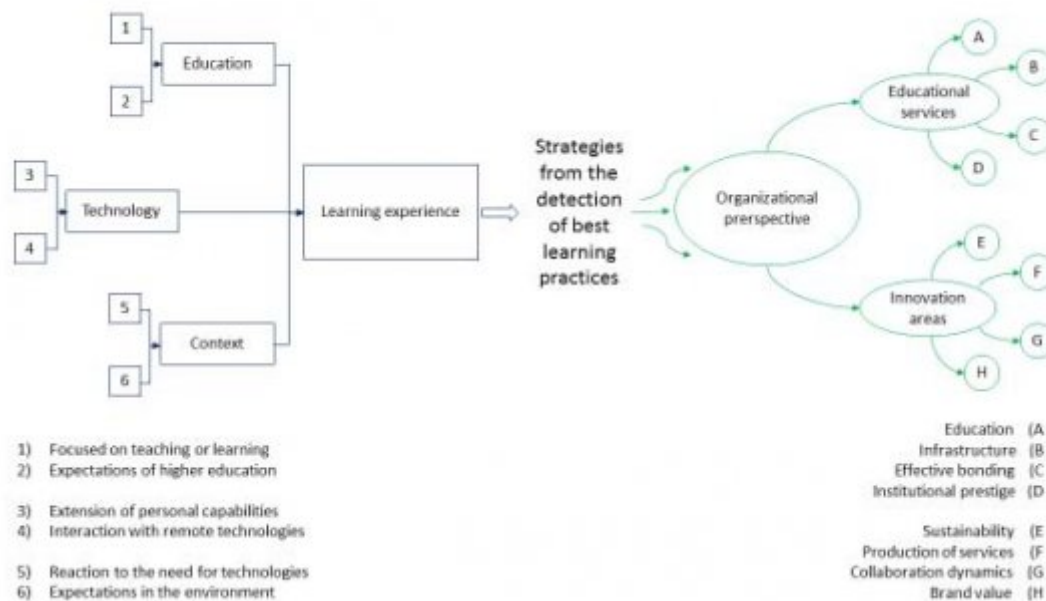 1
Education
2
3
Technology
4
5
Context
6
Learning experience
Strategies
from the
detection
of best
learning
practices
Organizational
prerspective
Educational
services
A
B
C
D
Innovation
areas
E
F
G
H
1) Focused on teaching or learning
2) Expectations of higher education
3) Extension of personal capabilities
4) Interaction with remote technologies
5) Reaction to the need for technologies
6) Expectations in the environment
Education (A
Infrastructure (B
Effective bonding (C
Institutional prestige (D
Sustainability (E
Production of services (F
Collaboration dynamics (G
Brand value (H